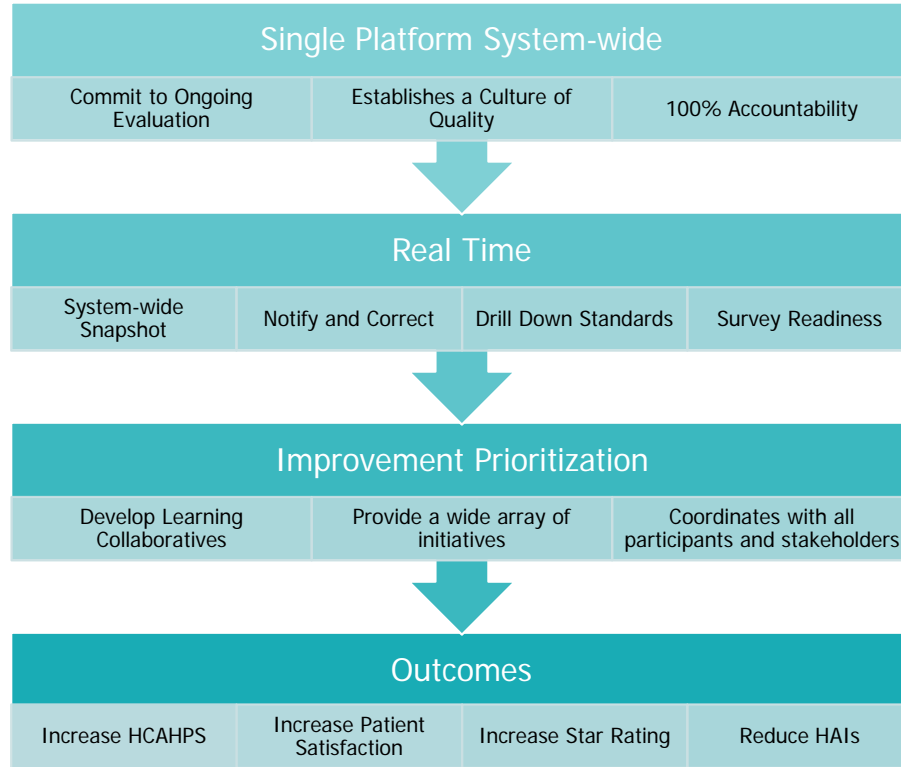 Single Platform System-wide
Commit to Ongoing
Evaluation
Establishes a Culture of
Quality
100% Accountability
Real Time
System-wide
Snapshot
Notify and Correct
Drill Down Standards
Survey Readiness
Improvement Prioritization
Develop Learning
Collaboratives
Provide a wide array of
initiatives
Coordinates with all
participants and stakeholders
Outcomes
Increase HCAHPS
Increase Patient
Satisfaction
Increase Star Rating
Reduce HAIs